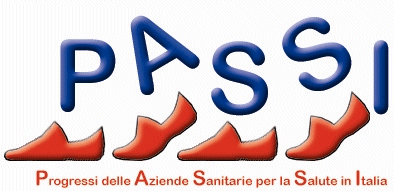 PASSI
Progressi delle Aziende Sanitarie per la Salute in Italia